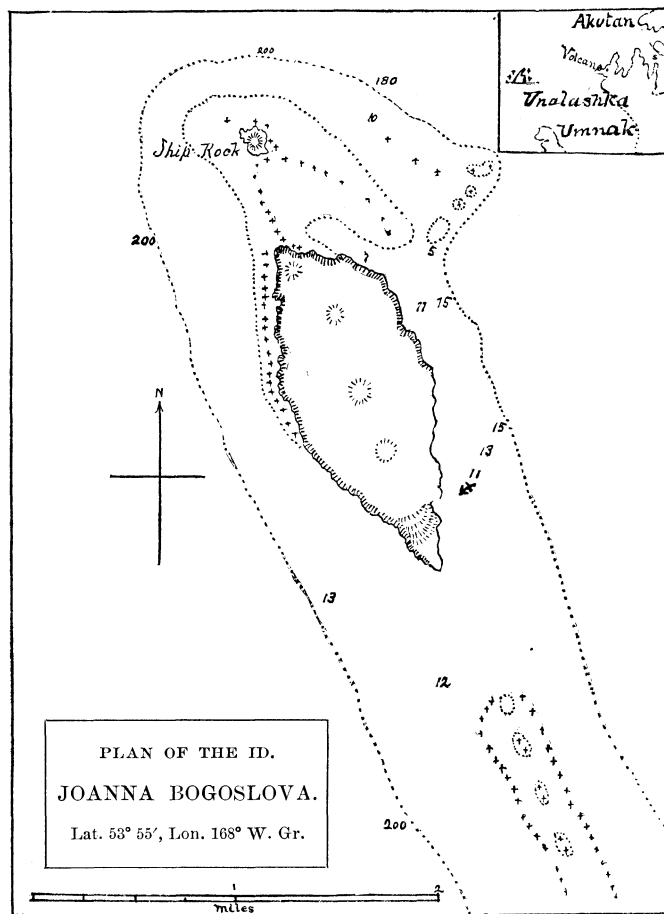 Akutan
Volcano
Unalashka
Umnak
200
180
10
Ship Rock
200
5
7
11 15
15
13
11
N
13
12
PLAN OF THE ID.
JOANNA BOGOSLOVA.
Lat. 53° 55′, Lon. 168° W. Gr.
200
1 2
miles